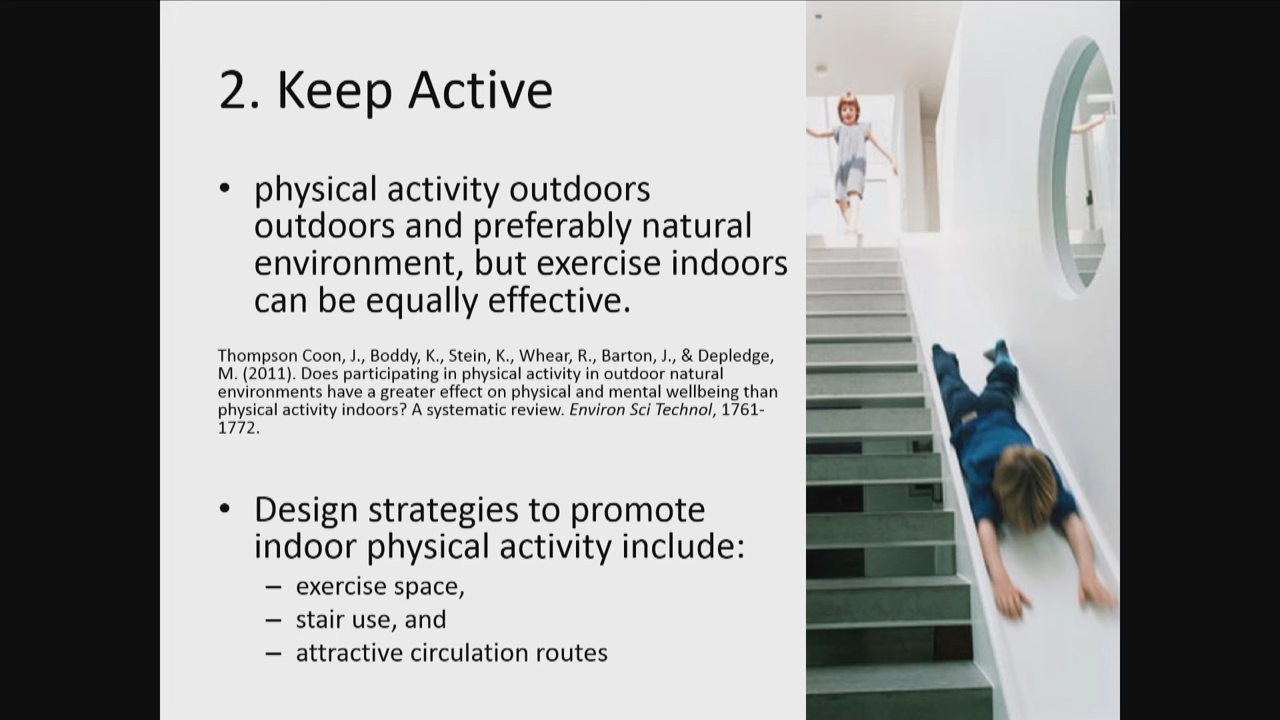 2. Keep Active
• physical activity outdoors
outdoors and preferably natural
environment, but exercise indoors
can be equally effective.
Thompson Coon, J., Boddy, K., Stein, K., Whear, R., Barton, J., & Depledge,
M. (2011). Does participating in physical activity in outdoor natural
environments have a greater effect on physical and mental wellbeing than
physical activity indoors? A systematic review. Environ Sci Technol, 1761-
1772.
• Design strategies to promote
indoor physical activity include:
– exercise space,
– stair use, and
– attractive circulation routes